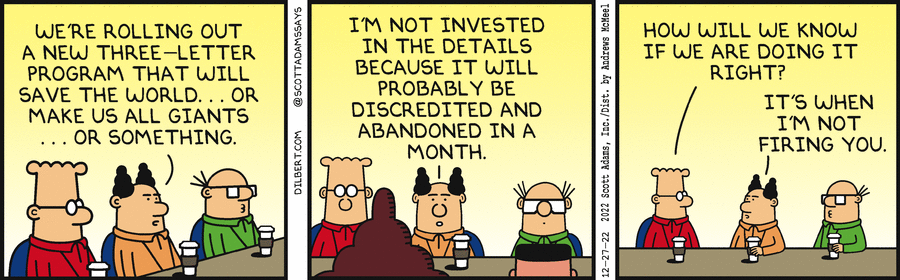 WE'RE ROLLING OUT
A NEW THREE-LETTER
PROGRAM THAT WILL
SAVE THE WORLD... OR
MAKE US ALL GIANTS
...OR SOMETHING.
DILBERT.COM @SCOTTADAMSSAYS
I'M NOT INVESTED
IN THE DETAILS
BECAUSE IT WILL
PROBABLY BE
DISCREDITED AND
ABANDONED IN A
MONTH.
12-27-22 2022 Scott Adams, Inc./Dist. by Andrews McMeel
HOW WILL WE KNOW
IF WE ARE DOING IT
RIGHT?
IT'S WHEN
I'M NOT
FIRING YOU.